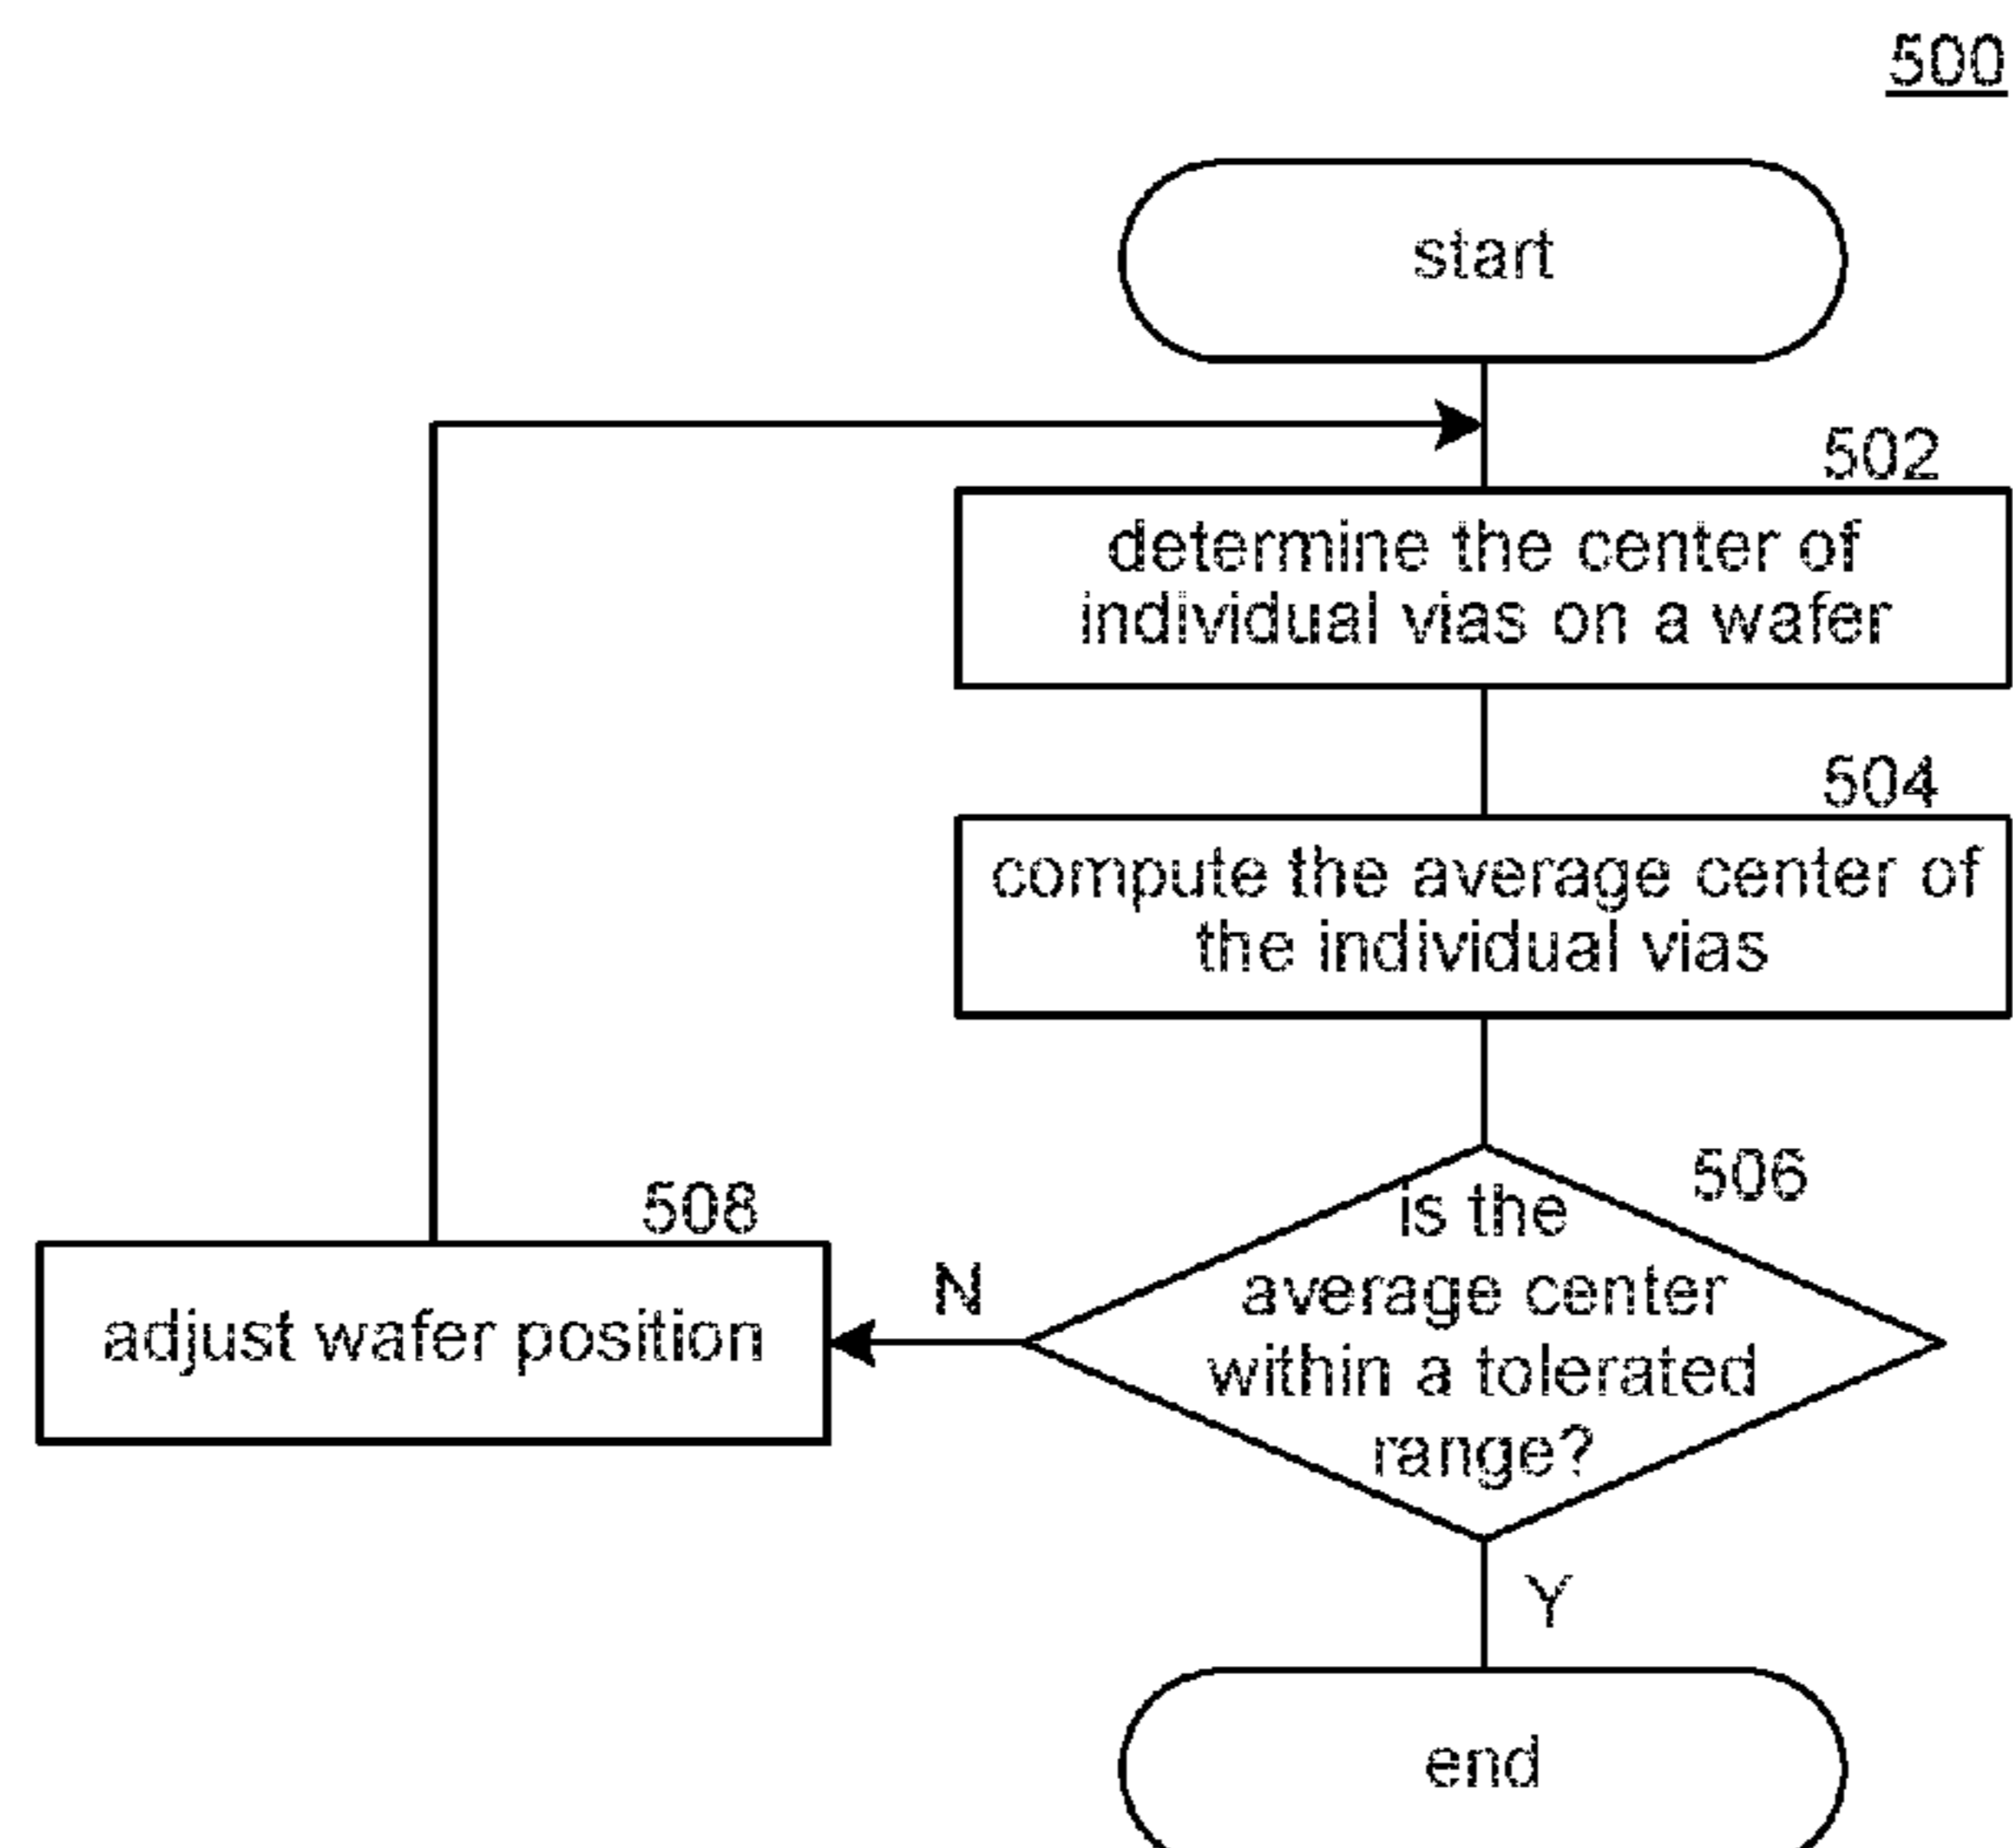 500
start
502
determine the center of
individual vias on a wafer
504
compute the average center of
the individual vias
506
is the
average center
within a tolerated
range?
508
adjust wafer position
N
Y
end